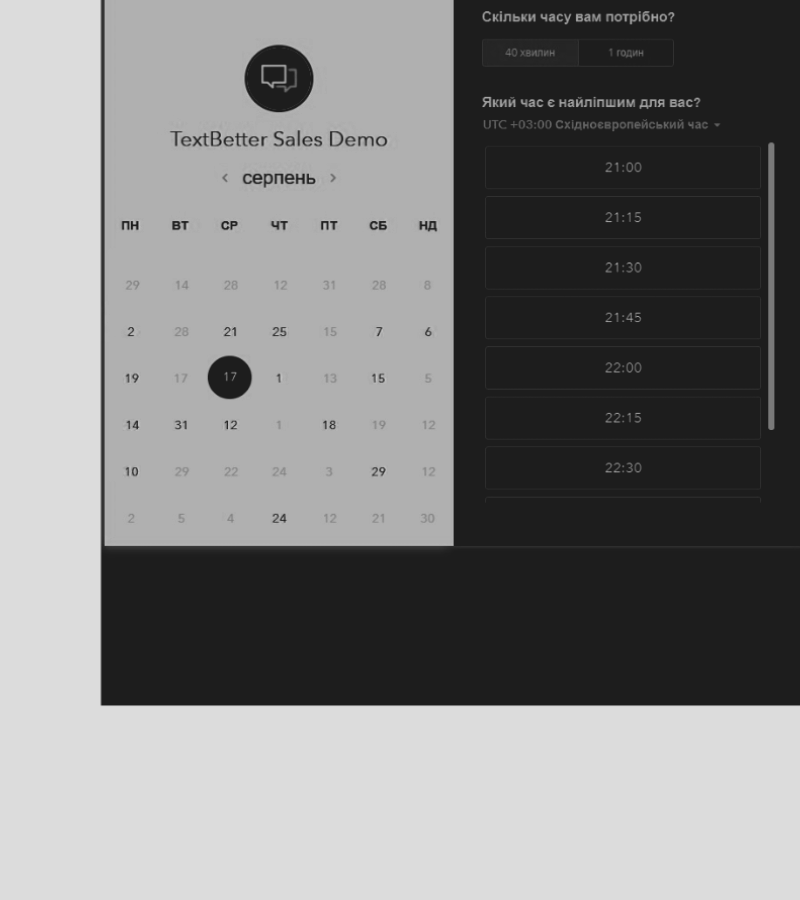 TextBetter Sales Demo
‹ серпень ›
ПН ВТ СР ЧТ ПТ СБ НД
29 14 28 12 31 28 8
2 28 21 25 15 7 6
19 17 17 1 13 15 5
14 31 12 1 18 19 12
10 29 22 24 3 29 12
2 5 4 24 12 21 30
Скільки часу вам потрібно?
40 хвилин 1 годин
Який час є найліпшим для вас?
UTC +03:00 Східноєвропейський час
21:00
21:15
21:30
21:45
22:00
22:15
22:30